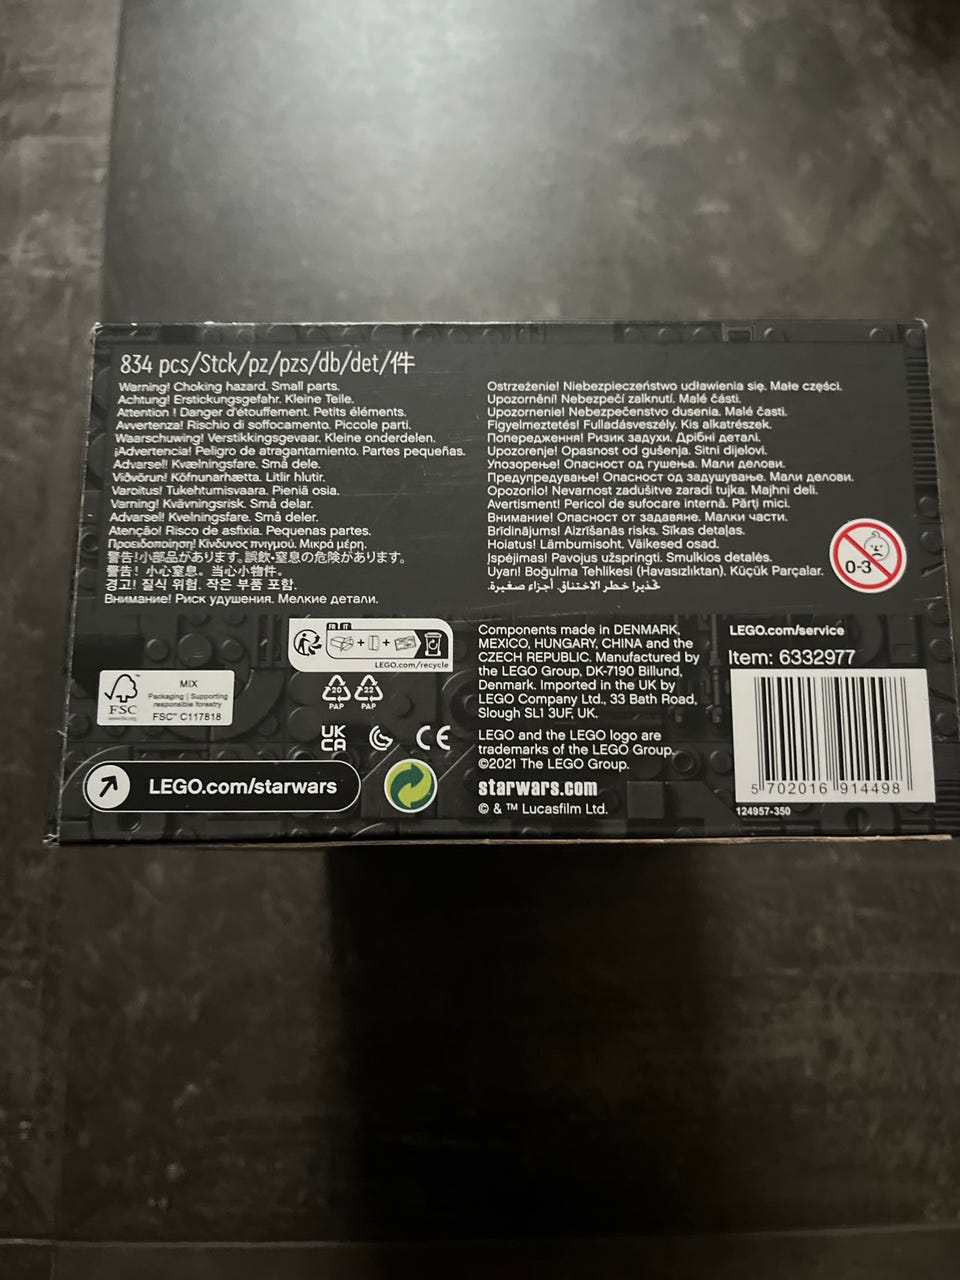 834 pcs/Stck/pz/pzs/db/det/件
Warning! Choking hazard. Small parts.
Achtung! Erstickungsgefahr. Kleine Teile.
Attention ! Danger d'étouffement. Petits éléments.
Avvertenza! Rischio di soffocamento. Piccole parti.
Waarschuwing! Verstikkingsgevaar. Kleine onderdelen.
¡Advertencia! Peligro de atragantamiento. Partes pequeñas.
Advarsel! Kvælningsfare. Små dele.
Viðvörun! Köfnunarhætta. Litlir hlutir.
Varoitus! Tukehtumisvaara. Pieniä osia.
Varning! Kvävningsrisk. Små delar.
Advarsel! Kvelningsfare. Små deler.
Atenção! Risco de asfixia. Pequenas partes.
Προειδοποίηση! Κίνδυνος πνιγμού. Μικρά μέρη.
警告!小部品があります。誤飲・窒息の危険があります。
警告！小心窒息。当心小物件。
경고! 질식 위험. 작은 부품 포함.
Внимание! Риск удушения. Мелкие детали.
Ostrzeżenie! Niebezpieczeństwo udławienia się. Małe części.
Upozornění! Nebezpečí zalknutí. Malé části.
Upozornenie! Nebezpečenstvo dusenia. Malé časti.
Figyelmeztetés! Fulladásveszély. Kis alkatrészek.
Попередження! Ризик задухи. Дрібні деталі.
Upozorenje! Opasnost od gušenja. Sitni dijelovi.
Упозорење! Опасност од гушења. Мали делови.
Предупредување! Опасност од задушување. Мали делови.
Opozorilo! Nevarnost zadušitve zaradi tujka. Majhni deli.
Avertisment! Pericol de sufocare internă. Părți mici.
Внимание! Опасност от задавяне. Малки части.
Brīdinājums! Aizrīšanās risks. Sīkas detaļas.
Hoiatus! Lämbumisoht. Väikesed osad.
Įspėjimas! Pavojus užspringti. Smulkios detalės.
Uyarı! Boğulma Tehlikesi (Havasızlıktan). Küçük Parçalar.
تحذير! خطر الاختناق. أجزاء صغيرة.
0-3
FR IT
LEGO.com/recycle
FSC
www.fsc.org
MIX
Packaging | Supporting
responsible forestry
FSC™ C117818
20
PAP
22
PAP
UK
CA
CE
LEGO.com/starwars
Components made in DENMARK,
MEXICO, HUNGARY, CHINA and the
CZECH REPUBLIC. Manufactured by
the LEGO Group, DK-7190 Billund,
Denmark. Imported in the UK by
LEGO Company Ltd., 33 Bath Road,
Slough SL1 3UF, UK.
LEGO and the LEGO logo are
trademarks of the LEGO Group.
©2021 The LEGO Group.
starwars.com
© & ™ Lucasfilm Ltd.
LEGO.com/service
Item: 6332977
5 702016 914498
124957-350